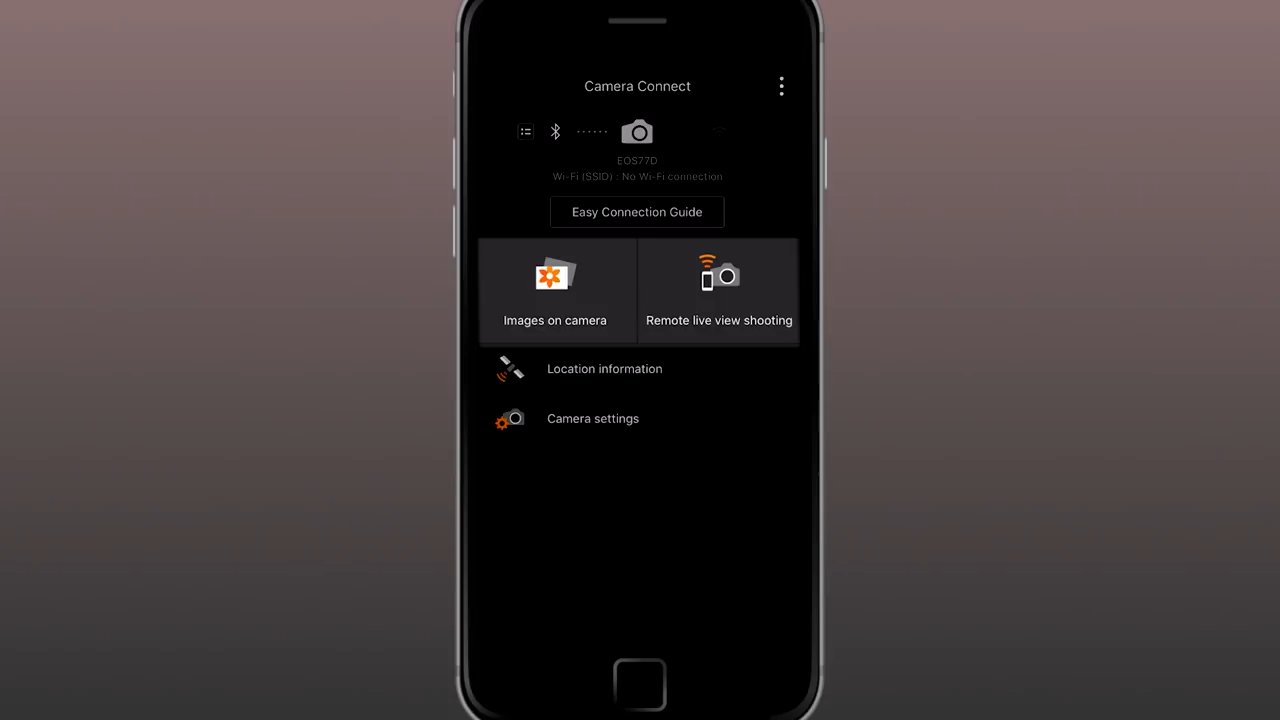 Camera Connect
EOS77D
Wi-Fi (SSID) : No Wi-Fi connection
Easy Connection Guide
Images on camera
Remote live view shooting
Location information
Camera settings